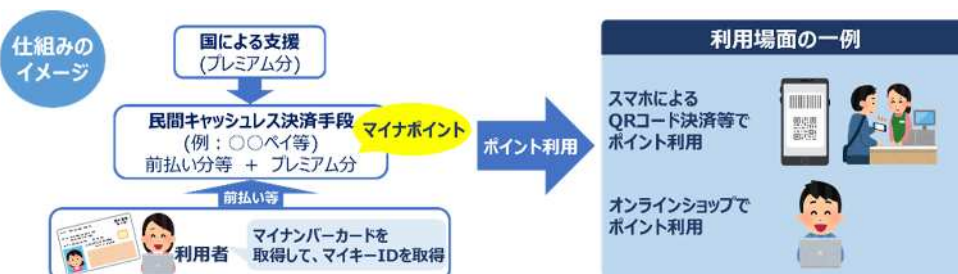 仕組みの
イメージ
国による支援
(プレミアム分)
民間キャッシュレス決済手段
(例：○○ペイ等)
前払い分等 + プレミアム分
マイナポイント
前払い等
利用者
マイナンバーカードを
取得して、マイキーIDを取得
ポイント利用
利用場面の一例
スマホによる
QRコード決済等で
ポイント利用
オンラインショップで
ポイント利用